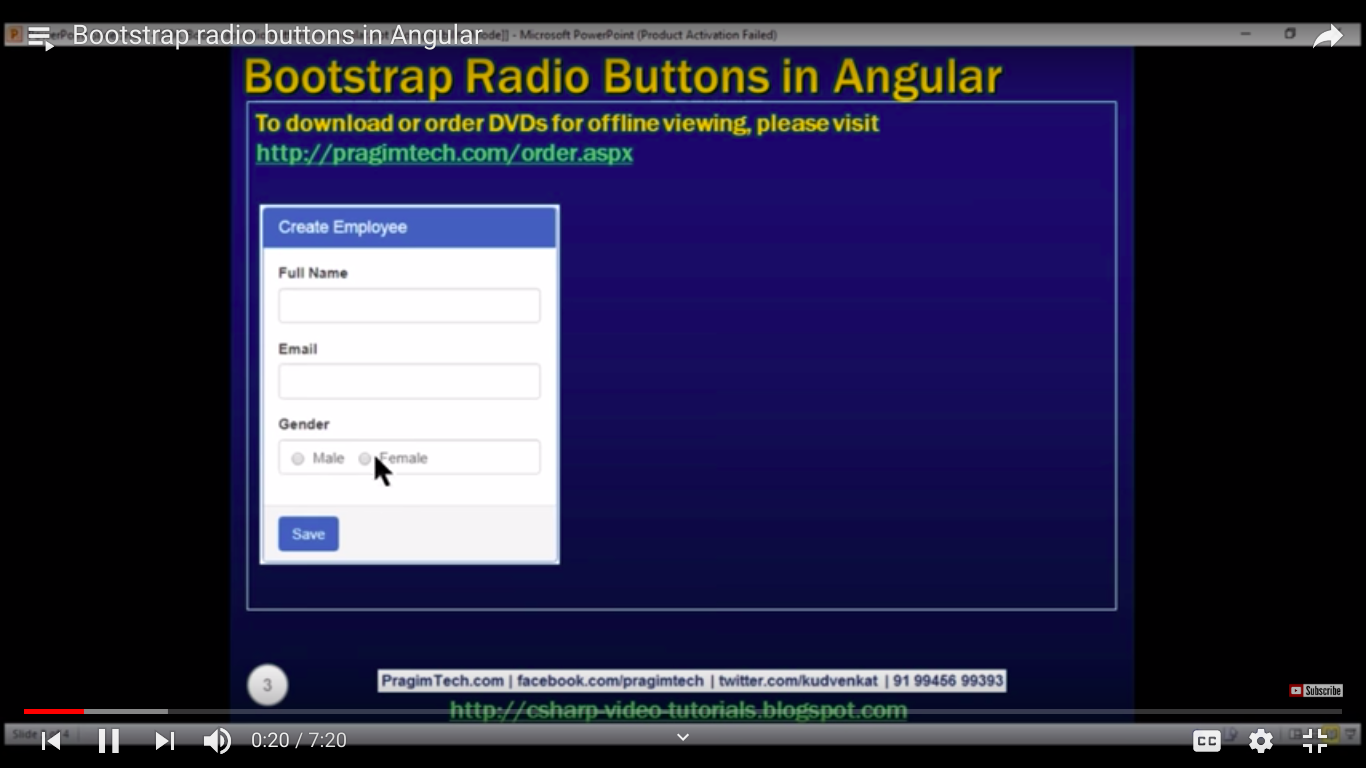 Bootstrap radio buttons in Angular
ode]] - Microsoft PowerPoint (Product Activation Failed)
Bootstrap Radio Buttons in Angular
To download or order DVDs for offline viewing, please visit
http://pragimtech.com/order.aspx
Create Employee
Full Name
Email
Gender
Male Female
Save
3
PragimTech.com | facebook.com/pragimtech | twitter.com/kudvenkat | 91 99456 99393
Subscribe
http://csharp-video-tutorials.blogspot.com
Slide
0:20 / 7:20
CC